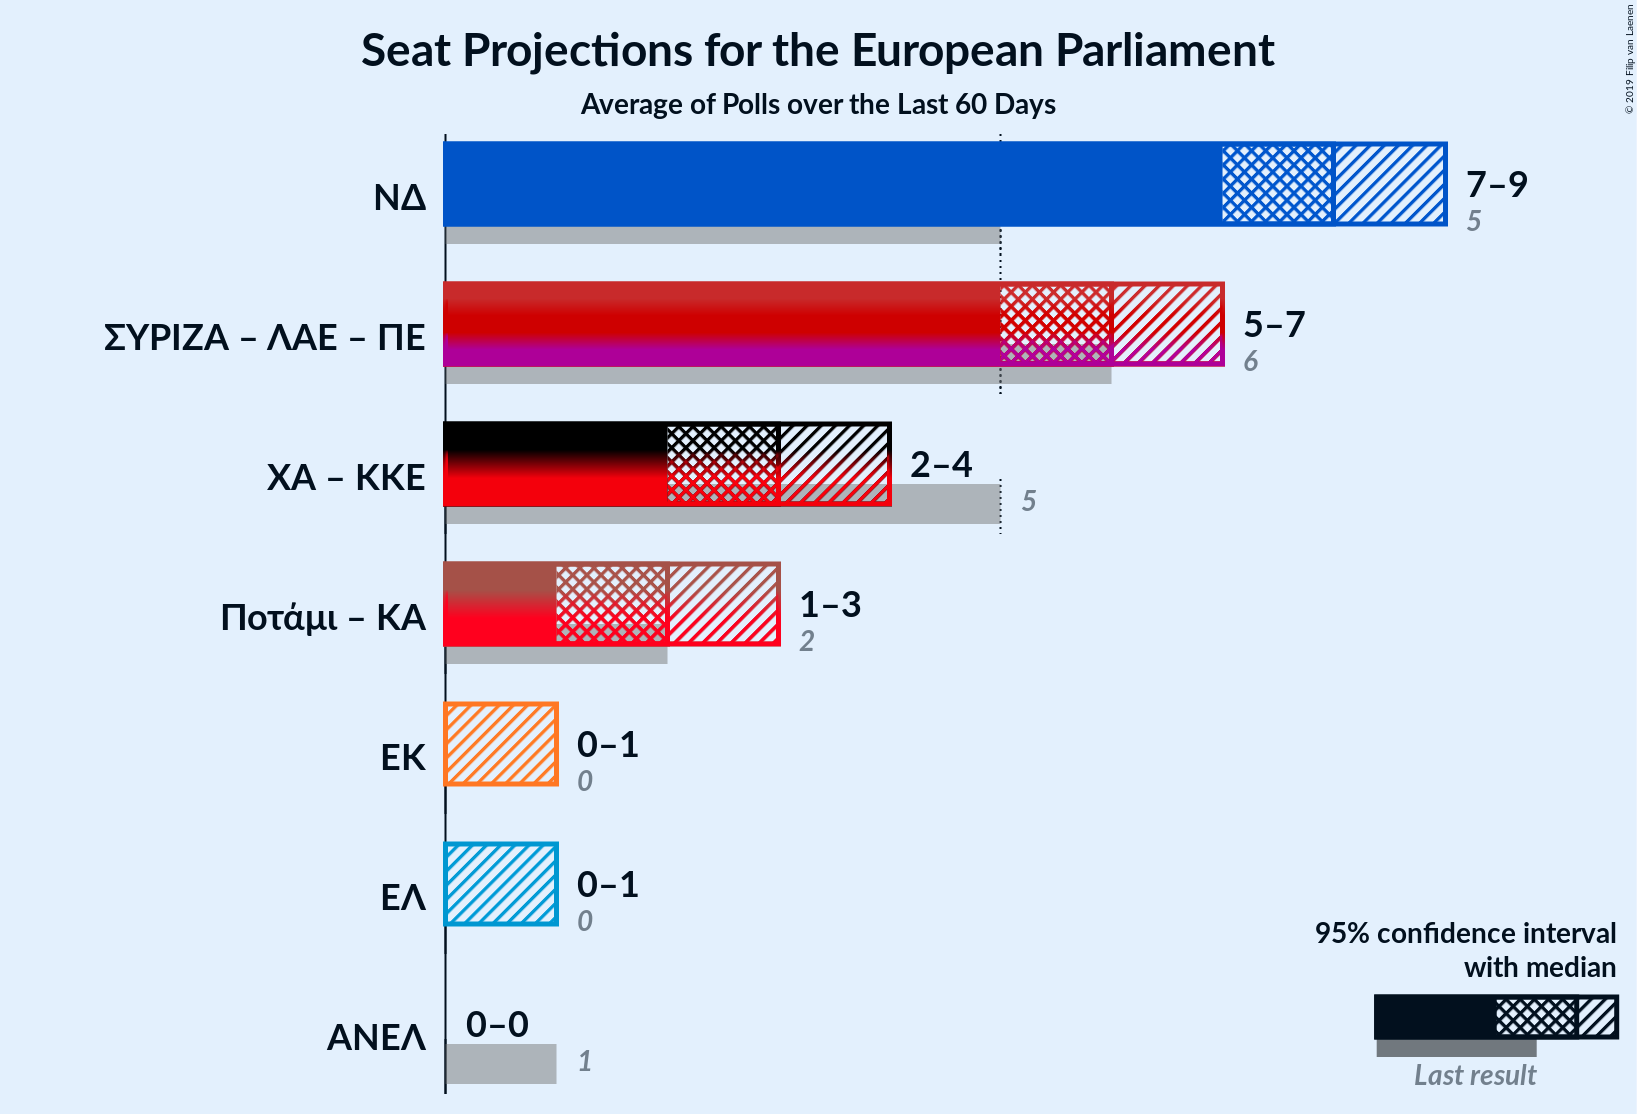 Seat Projections for the European Parliament
Average of Polls over the Last 60 Days
© 2019 Filip van Laenen
ΝΔ
7–9
5
ΣΥΡΙΖΑ – ΛΑΕ – ΠΕ
5–7
6
ΧΑ – ΚΚΕ
2–4
5
Ποτάμι – ΚΑ
1–3
2
ΕΚ
0–1
0
ΕΛ
0–1
0
ΑΝΕΛ
0–0
1
95% confidence interval
with median
Last result